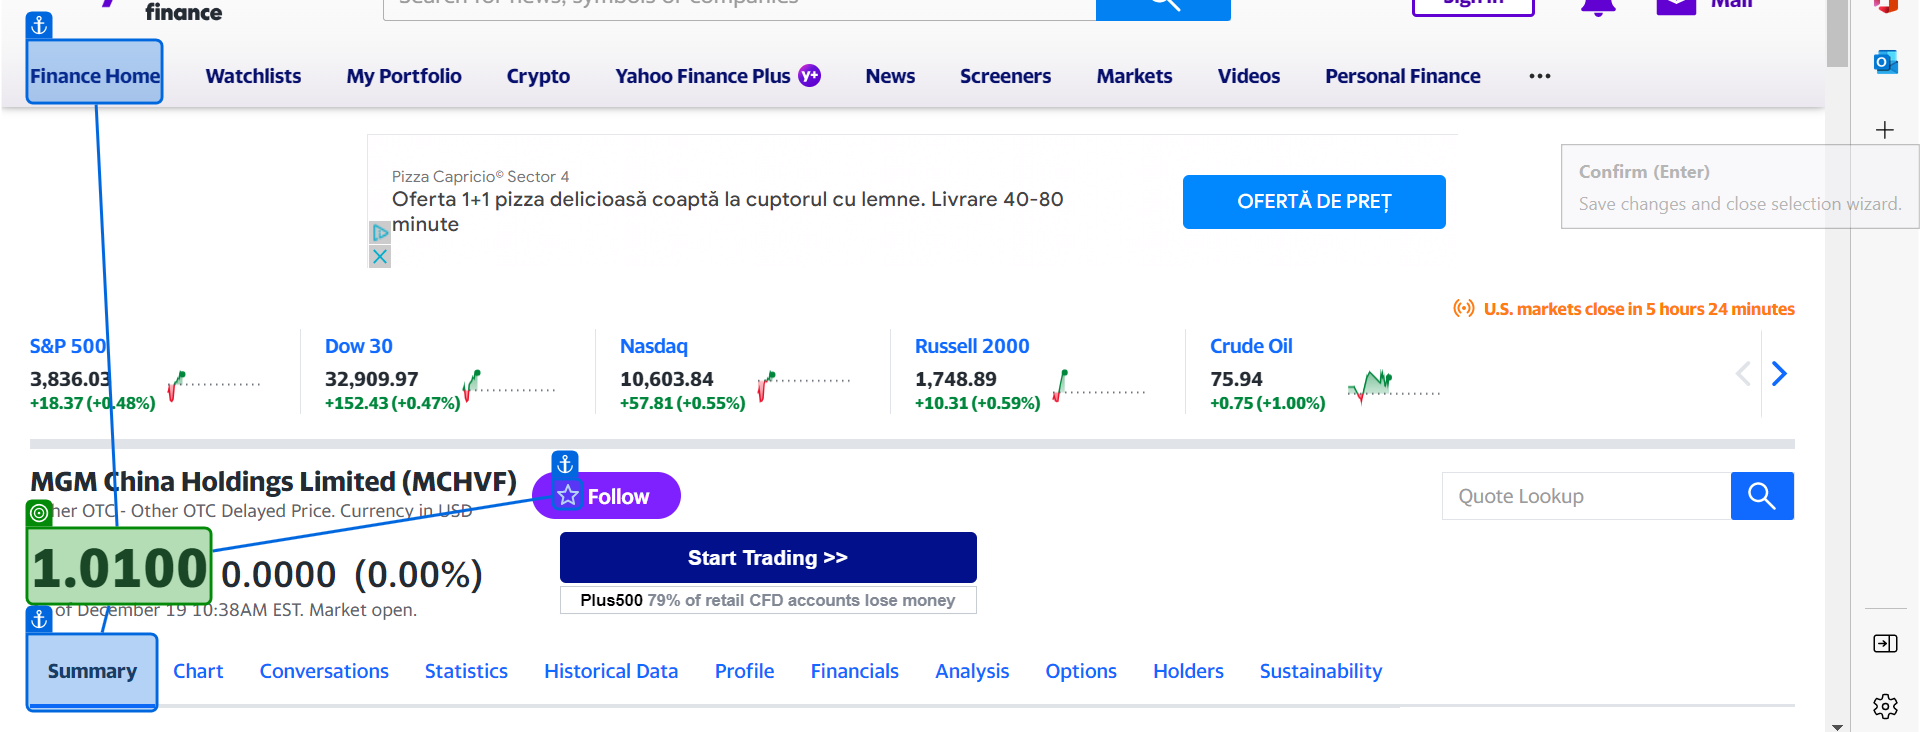 finance
Search for news, symbols or companies
Sign in
Mail
Finance Home Watchlists My Portfolio Crypto Yahoo Finance Plus y+ News Screeners Markets Videos Personal Finance ...
Pizza Capricio© Sector 4
Oferta 1+1 pizza delicioasă coaptă la cuptorul cu lemne. Livrare 40-80
minute
OFERTĂ DE PREȚ
Confirm (Enter)
Save changes and close selection wizard.
U.S. markets close in 5 hours 24 minutes
S&P 500
3,836.03
+18.37 (+0.48%)
Dow 30
32,909.97
+152.43 (+0.47%)
Nasdaq
10,603.84
+57.81 (+0.55%)
Russell 2000
1,748.89
+10.31 (+0.59%)
Crude Oil
75.94
+0.75 (+1.00%)
MGM China Holdings Limited (MCHVF)
Follow
Quote Lookup
her OTC - Other OTC Delayed Price. Currency in USD
1.0100 0.0000 (0.00%)
of December 19 10:38AM EST. Market open.
Start Trading >>
Plus500 79% of retail CFD accounts lose money
Summary Chart Conversations Statistics Historical Data Profile Financials Analysis Options Holders Sustainability